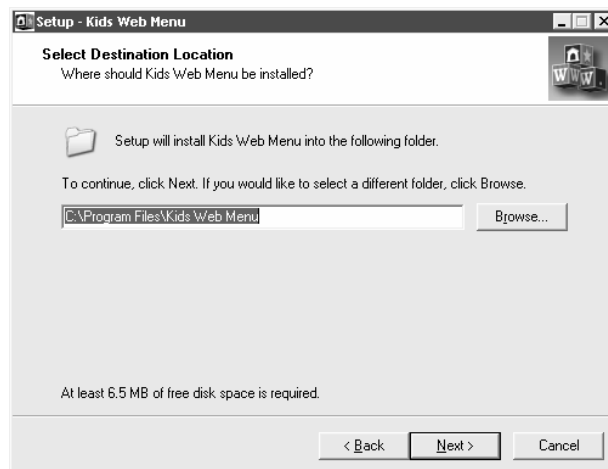 Setup - Kids Web Menu
Select Destination Location
Where should Kids Web Menu be installed?
WWW
Setup will install Kids Web Menu into the following folder.
To continue, click Next. If you would like to select a different folder, click Browse.
C:\Program Files\Kids Web Menu
Browse...
At least 6.5 MB of free disk space is required.
< Back Next > Cancel